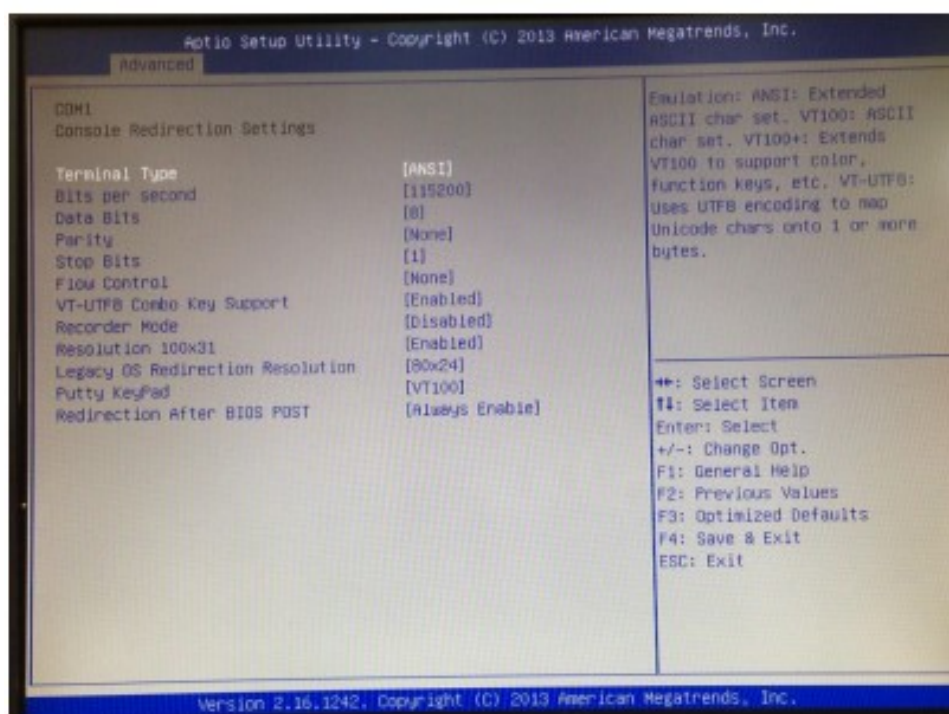 Aptio Setup Utility - Copyright (C) 2013 American Megatrends, Inc.
Advanced
COM1
Console Redirection Settings
Terminal Type [ANSI]
Bits per second [115200]
Data Bits [8]
Parity [None]
Stop Bits [1]
Flow Control [None]
VT-UTF8 Combo Key Support [Enabled]
Recorder Mode [Disabled]
Resolution 100x31 [Enabled]
Legacy OS Redirection Resolution [80x24]
Putty KeyPad [VT100]
Redirection After BIOS POST [Always Enable]
Emulation: ANSI: Extended
ASCII char set. VT100: ASCII
char set. VT100+: Extends
VT100 to support color,
function keys, etc. VT-UTF8:
Uses UTF8 encoding to map
Unicode chars onto 1 or more
bytes.
→←: Select Screen
↑↓: Select Item
Enter: Select
+/-: Change Opt.
F1: General Help
F2: Previous Values
F3: Optimized Defaults
F4: Save & Exit
ESC: Exit
Version 2.16.1242. Copyright (C) 2013 American Megatrends, Inc.